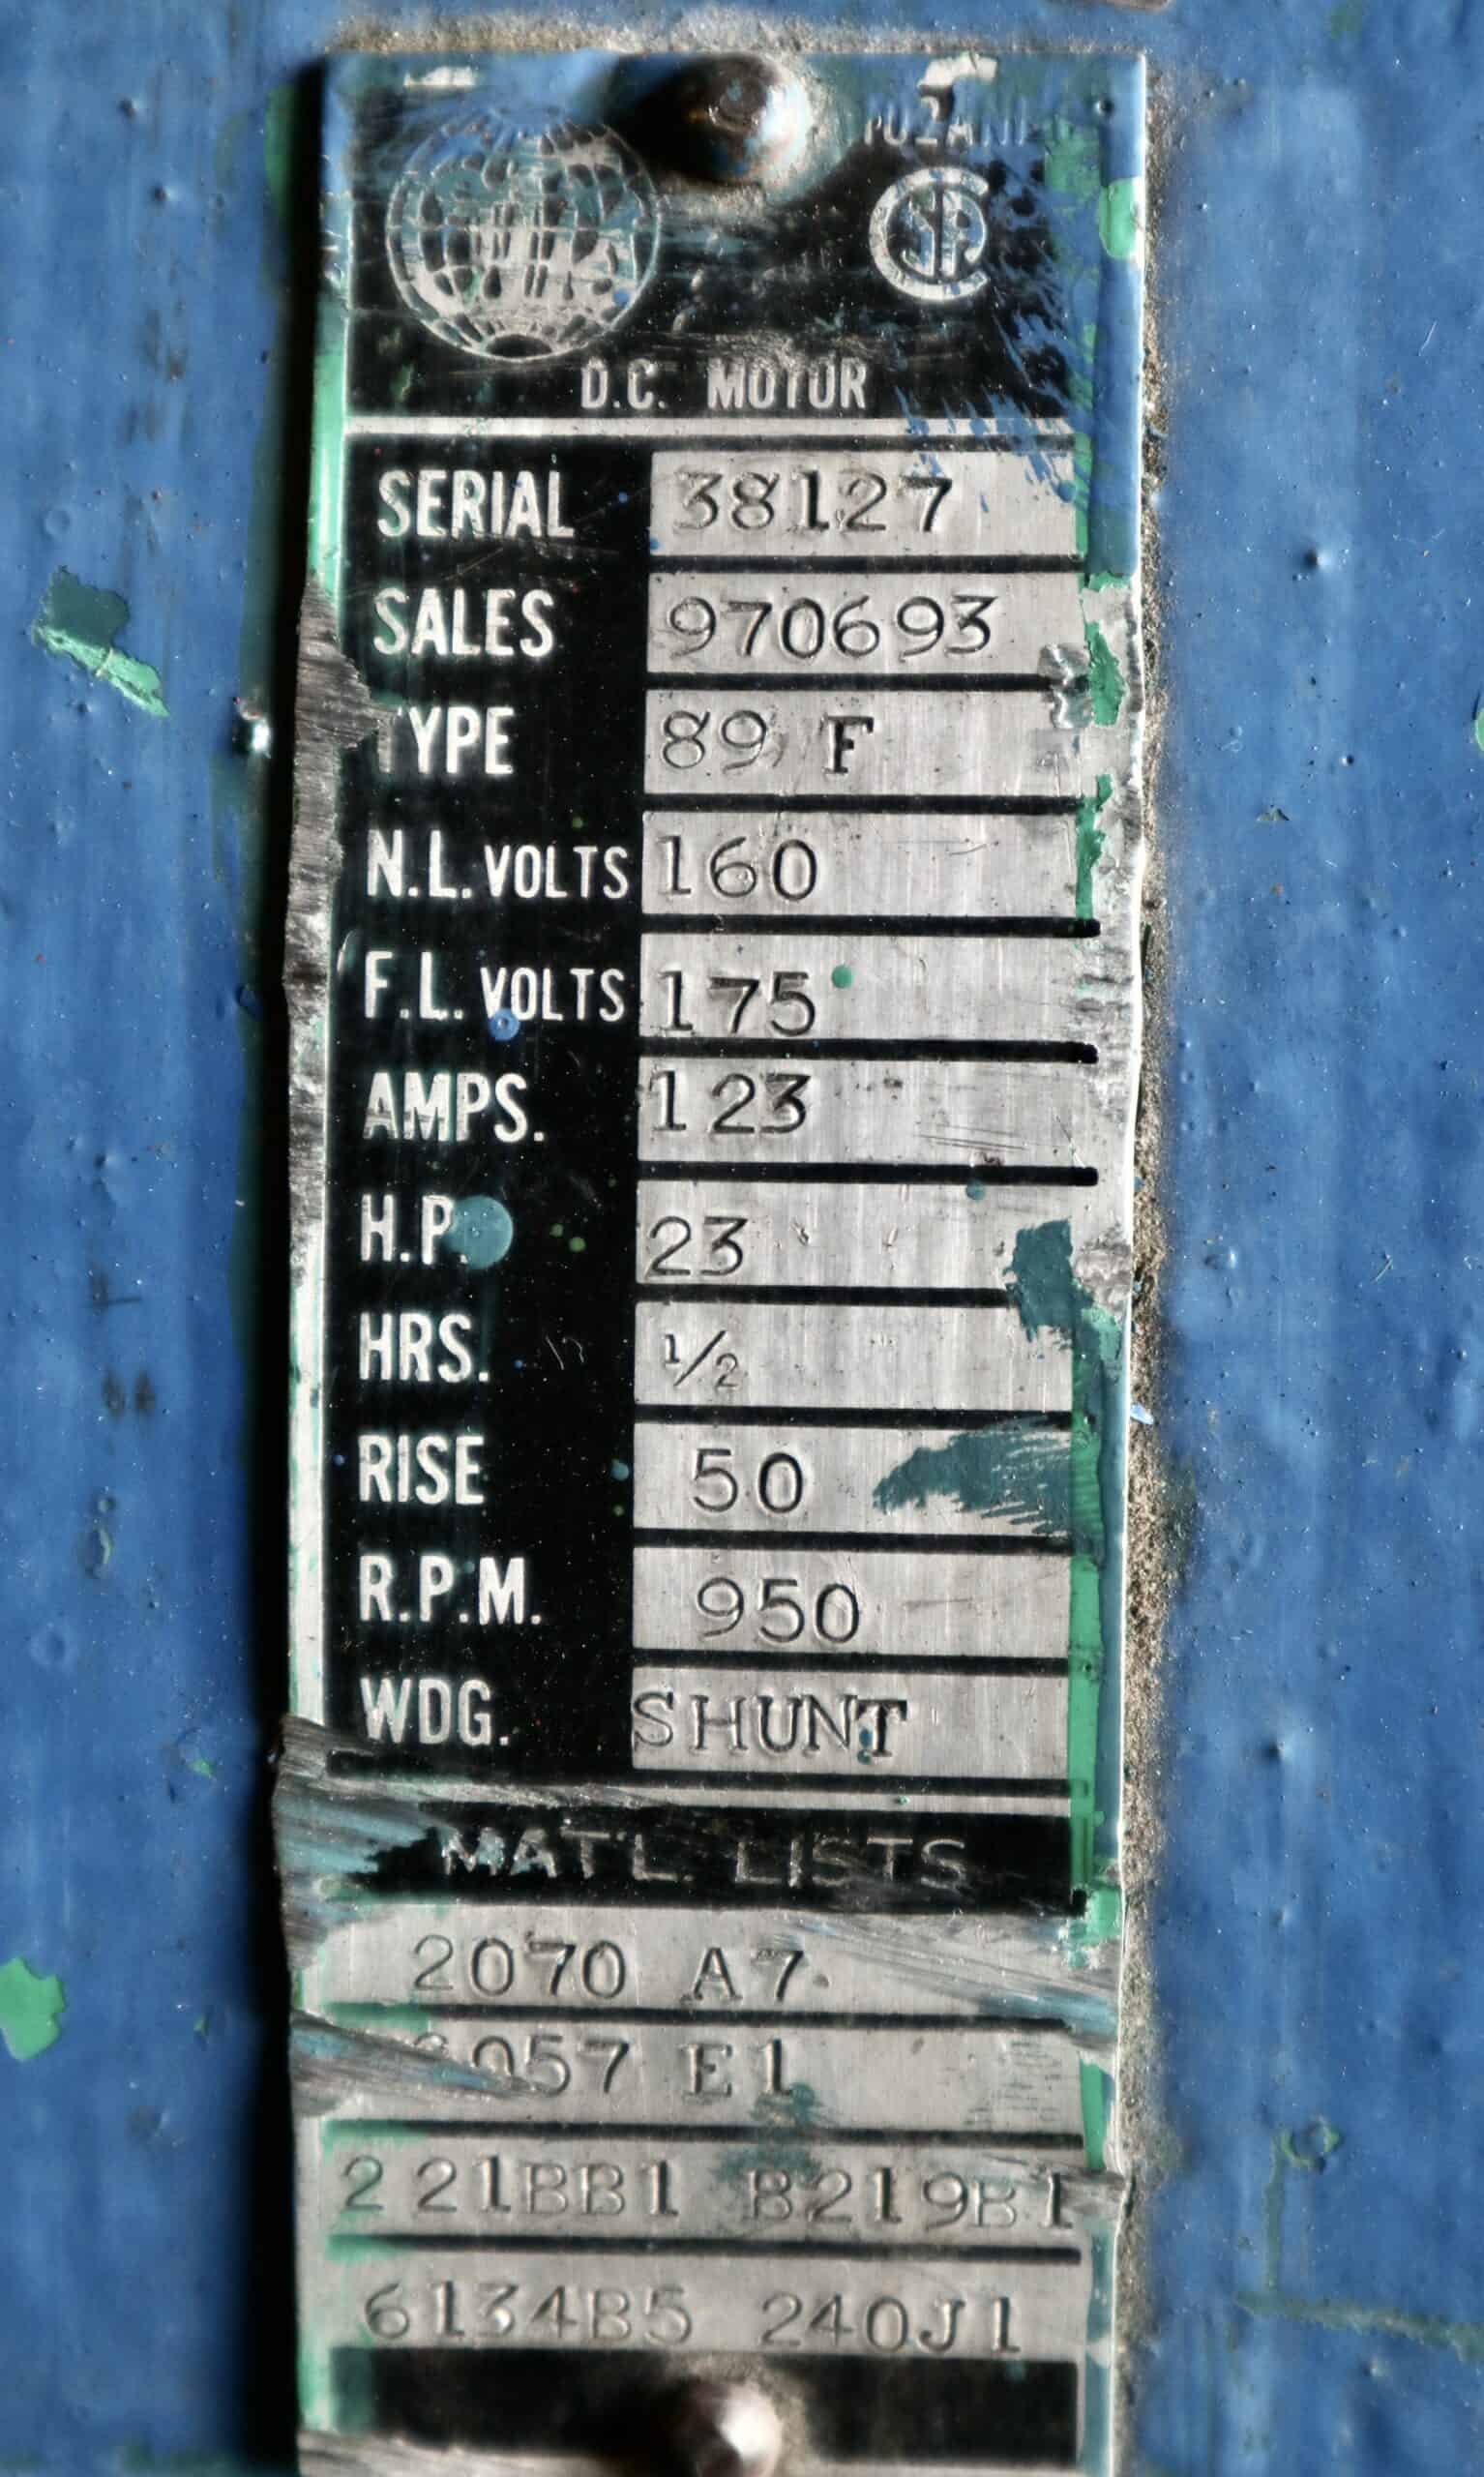 CSA
D.C. MOTOR
SERIAL 38127
SALES 970693
TYPE 89 F
N.L. VOLTS 160
F.L. VOLTS 175
AMPS. 123
H.P. 23
HRS. ½
RISE 50
R.P.M. 950
WDG. SHUNT
MAT'L. LISTS
2070 A7
E1
221BB1 B219B1
6134B5 240J1